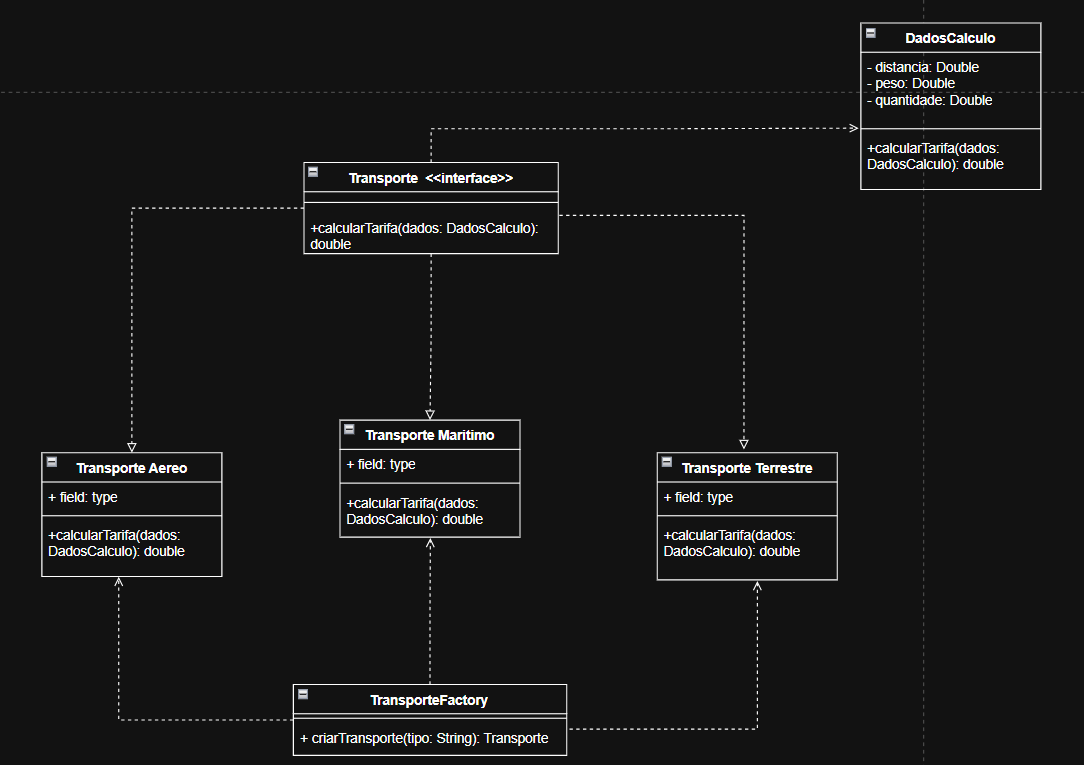 DadosCalculo
- distancia: Double
- peso: Double
- quantidade: Double
+calcularTarifa(dados:
DadosCalculo): double
Transporte <<interface>>
+calcularTarifa(dados: DadosCalculo):
double
Transporte Aereo
+ field: type
+calcularTarifa(dados:
DadosCalculo): double
Transporte Maritimo
+ field: type
+calcularTarifa(dados:
DadosCalculo): double
Transporte Terrestre
+ field: type
+calcularTarifa(dados:
DadosCalculo): double
TransporteFactory
+ criarTransporte(tipo: String): Transporte